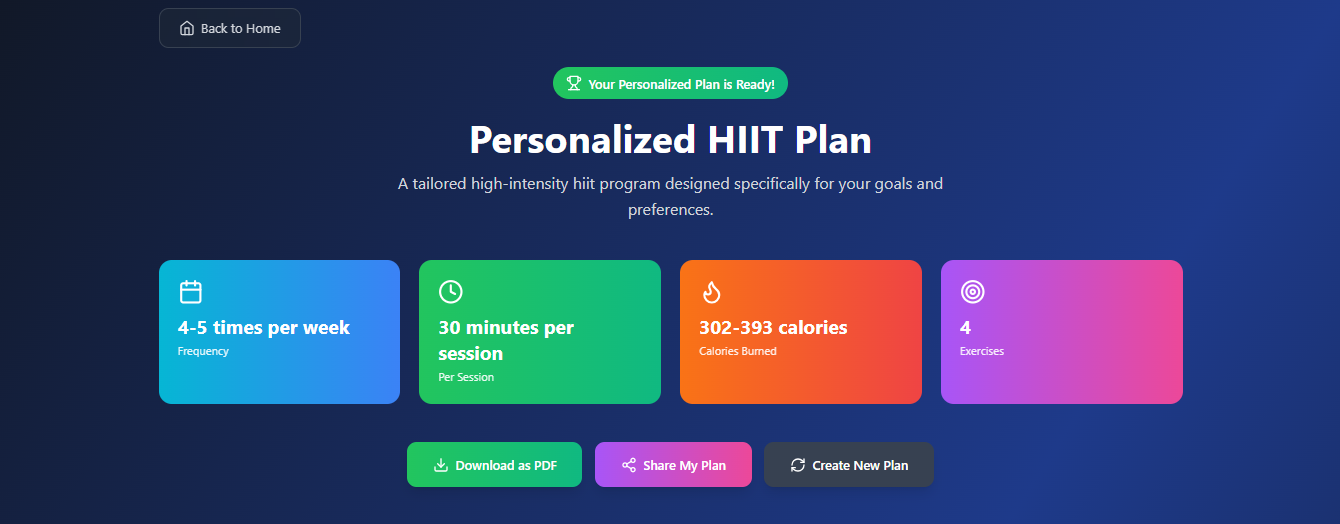 Back to Home
Your Personalized Plan is Ready!
Personalized HIIT Plan
A tailored high-intensity hiit program designed specifically for your goals and
preferences.
4-5 times per week
Frequency
30 minutes per
session
Per Session
302-393 calories
Calories Burned
4
Exercises
Download as PDF
Share My Plan
Create New Plan